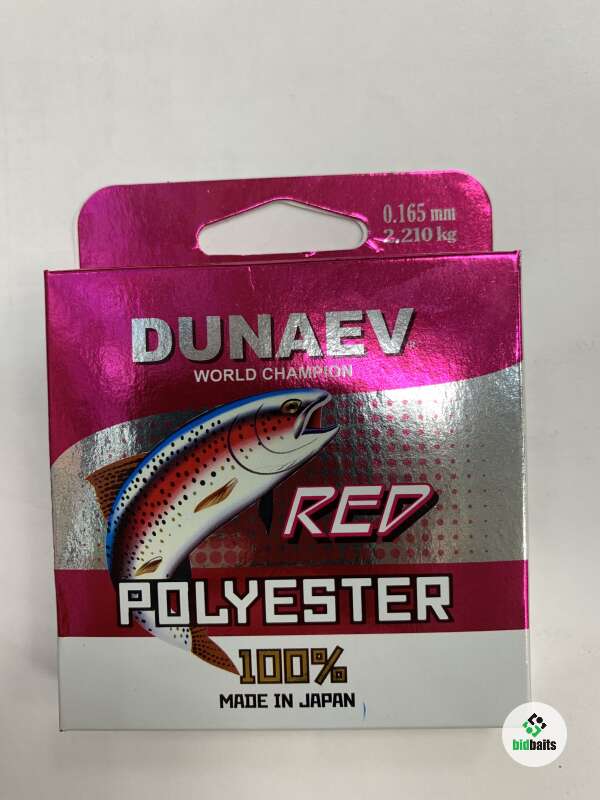 0.165 mm
2,210 kg
DUNAEV
WORLD CHAMPION
RED
POLYESTER
100%
MADE IN JAPAN
bidbaits